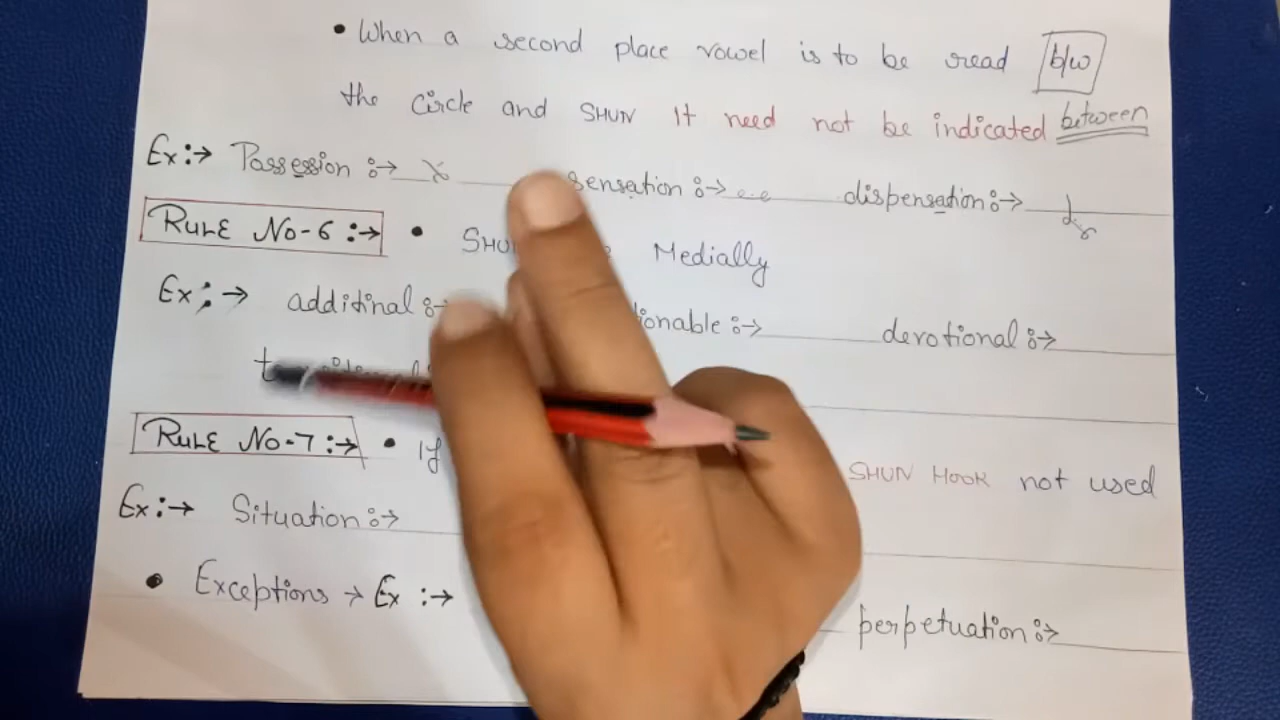 • When a second place vowel is to be read b/w
the Circle and SHUN It need not be indicated between
Ex:→ Possession :→ sensation :→ dispensation :→
RULE No-6 :→ • Medially
Ex:→ additinal :→ devotional :→
RULE No-7 :→ • If SHUN HOOK not used
Ex:→ Situation :→
• Exceptions → Ex :→ perpetuation :→